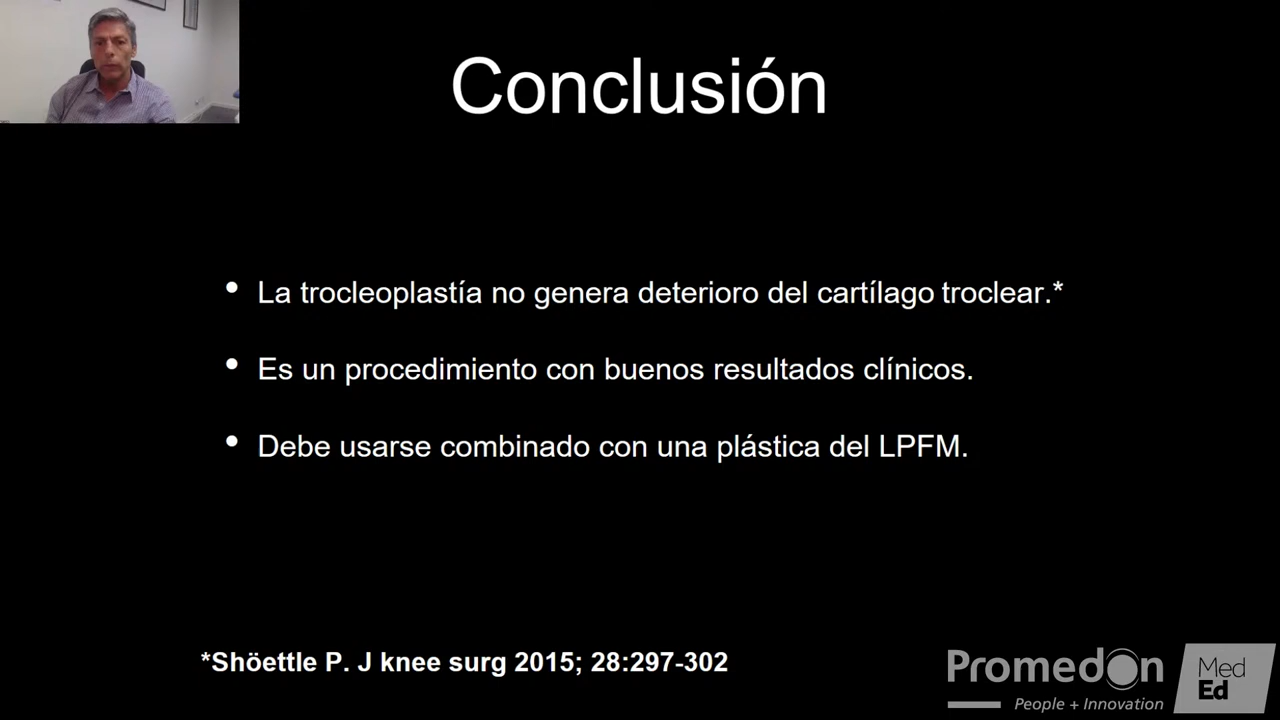 Conclusión
• La trocleoplastía no genera deterioro del cartílago troclear.*
• Es un procedimiento con buenos resultados clínicos.
• Debe usarse combinado con una plástica del LPFM.
*Shöettle P. J knee surg 2015; 28:297-302
Promedon
People + Innovation
Med
Ed